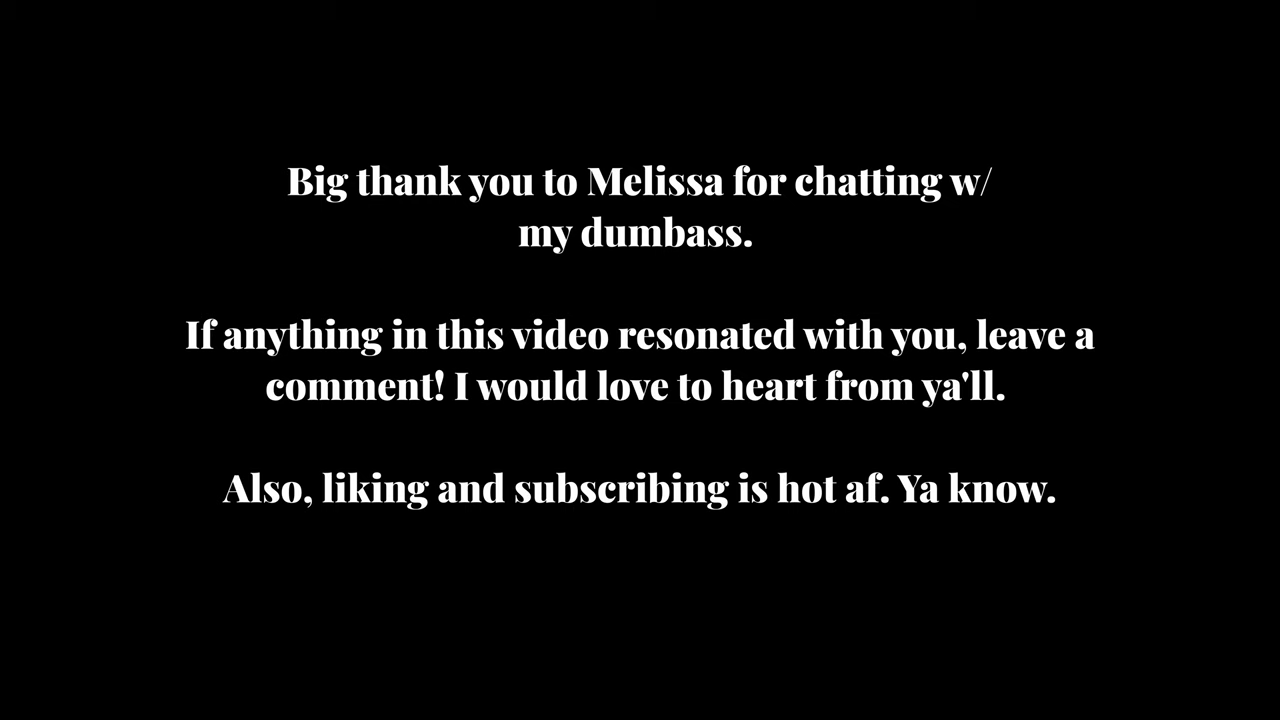 Big thank you to Melissa for chatting w/
my dumbass.
If anything in this video resonated with you, leave a
comment! I would love to heart from ya'll.
Also, liking and subscribing is hot af. Ya know.